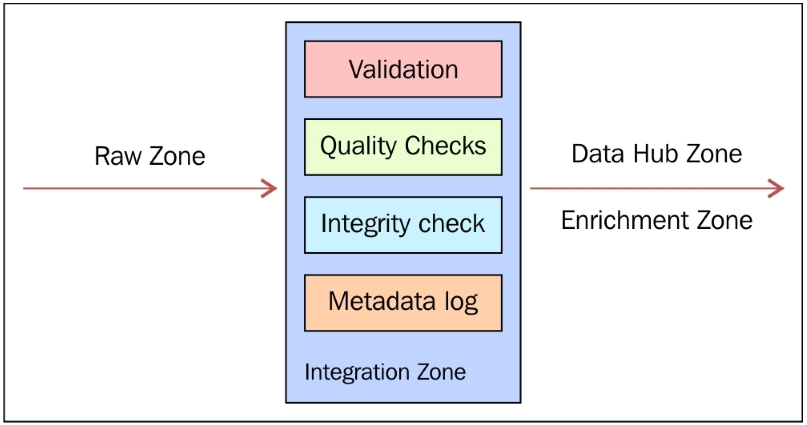 Raw Zone
Validation
Quality Checks
Integrity check
Metadata log
Integration Zone
Data Hub Zone
Enrichment Zone